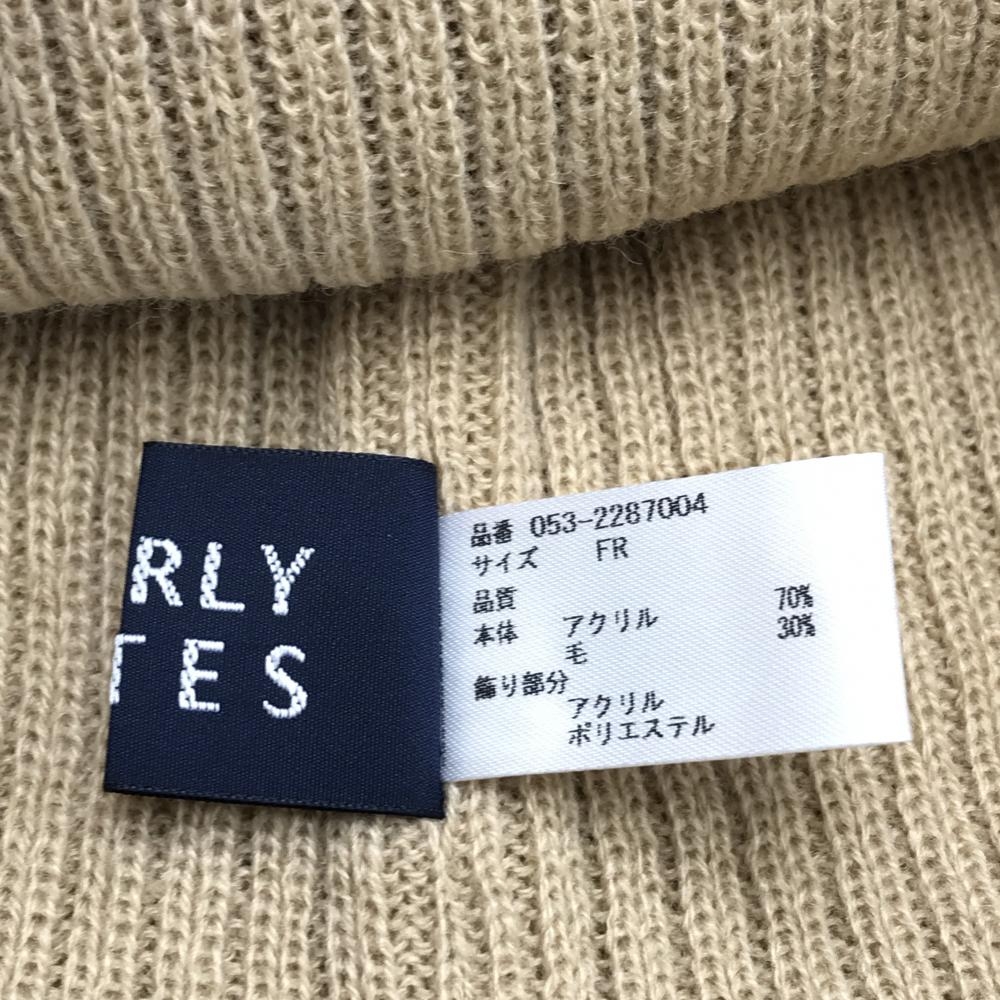 RLY
TES
品番 053-2287004
サイズ FR
品質
本体 アクリル 70%
毛 30%
飾り部分
アクリル
ポリエステル